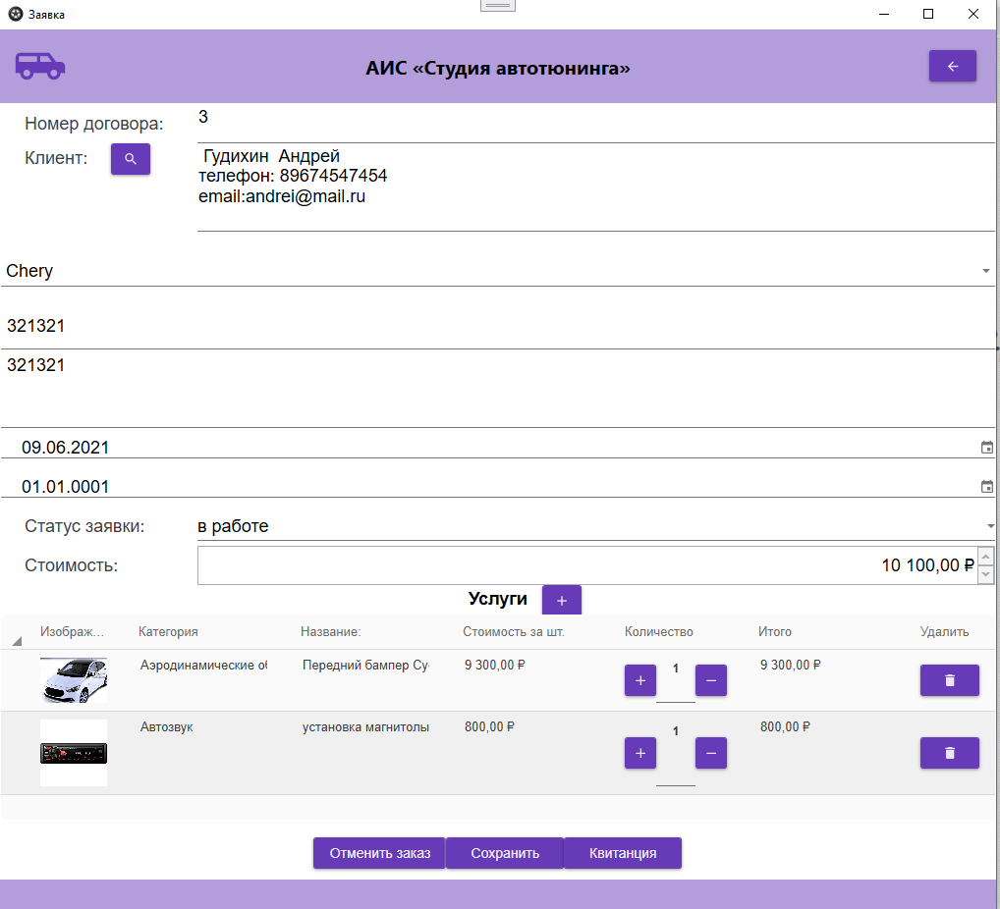 Заявка
АИС «Студия автотюнинга»
Номер договора:
3
Клиент:
Гудихин Андрей
телефон: 89674547454
email:andrei@mail.ru
Chery
321321
321321
09.06.2021
01.01.0001
Статус заявки:
в работе
Стоимость:
10 100,00 ₽
Услуги +
Изображ... Категория Название: Стоимость за шт. Количество Итого Удалить
Аэродинамические об Передний бампер Су 9 300,00 ₽ + 1 − 9 300,00 ₽
Автозвук установка магнитолы 800,00 ₽ + 1 − 800,00 ₽
Отменить заказ Сохранить Квитанция